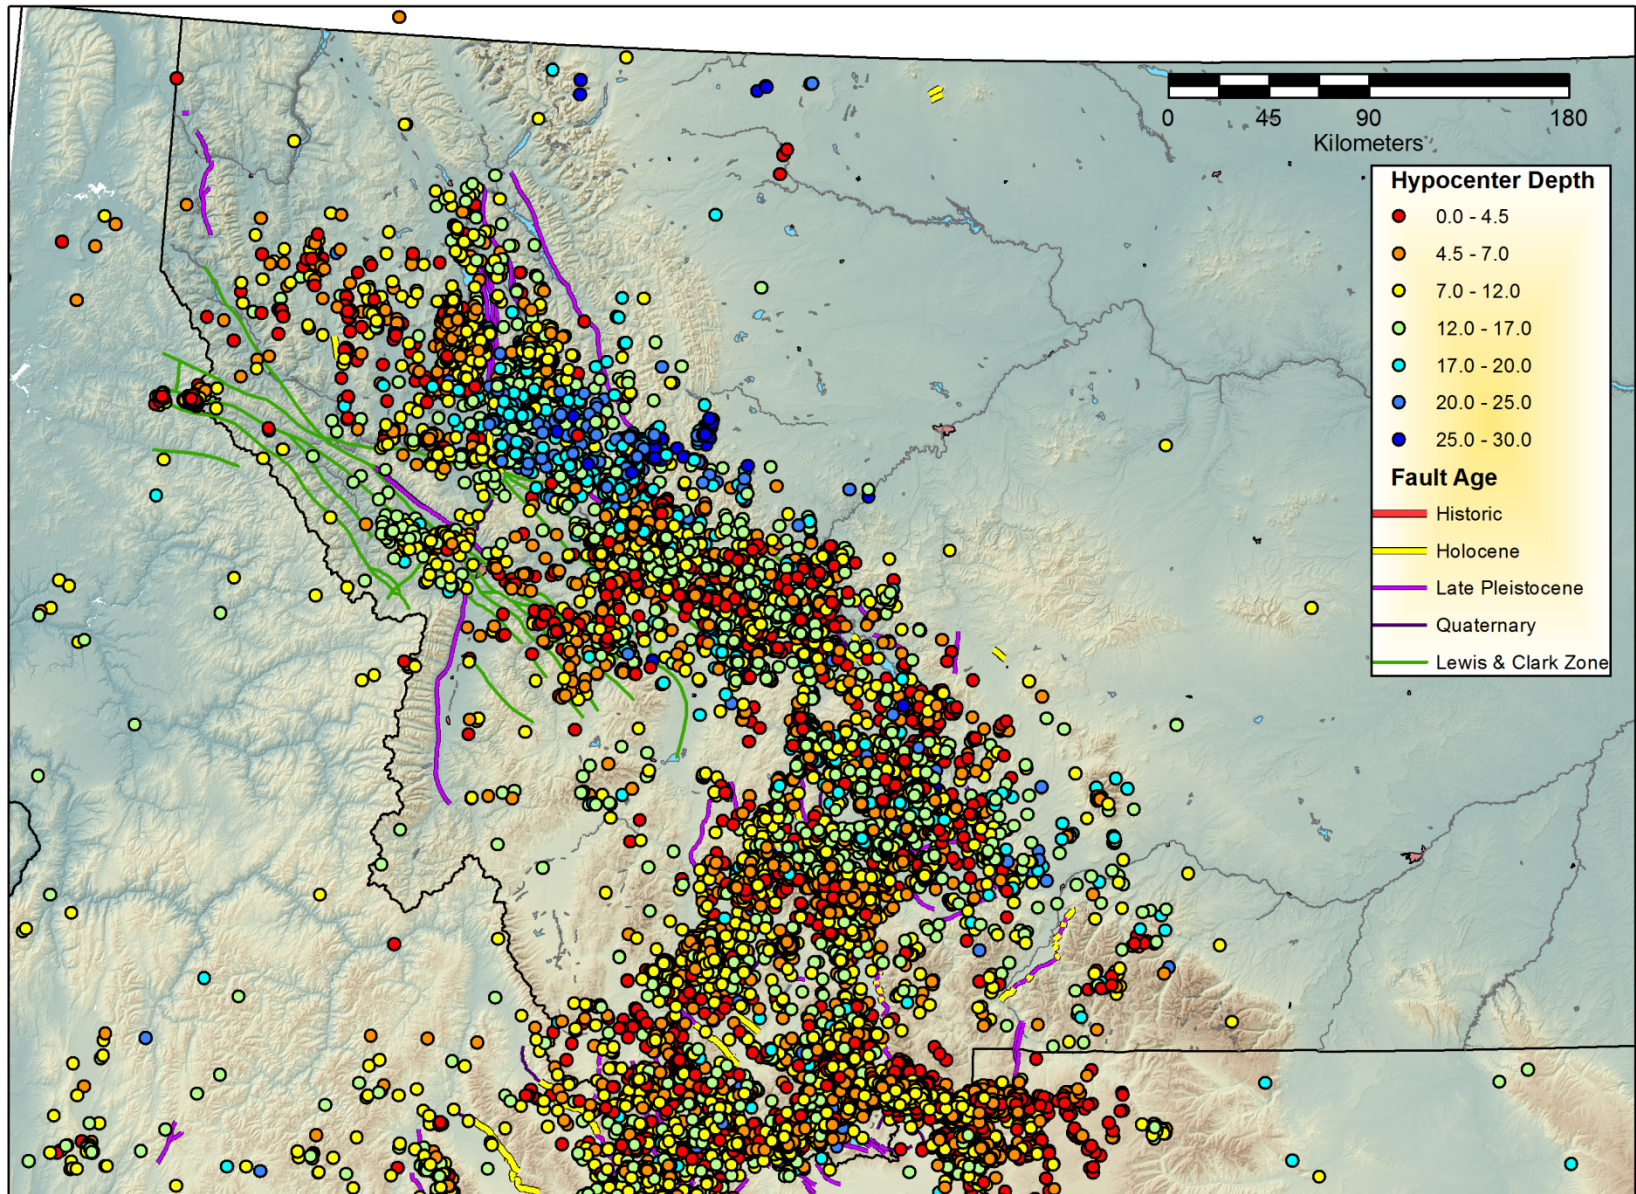 0 45 90 180
Kilometers
Hypocenter Depth
0.0 - 4.5
4.5 - 7.0
7.0 - 12.0
12.0 - 17.0
17.0 - 20.0
20.0 - 25.0
25.0 - 30.0
Fault Age
Historic
Holocene
Late Pleistocene
Quaternary
Lewis & Clark Zone